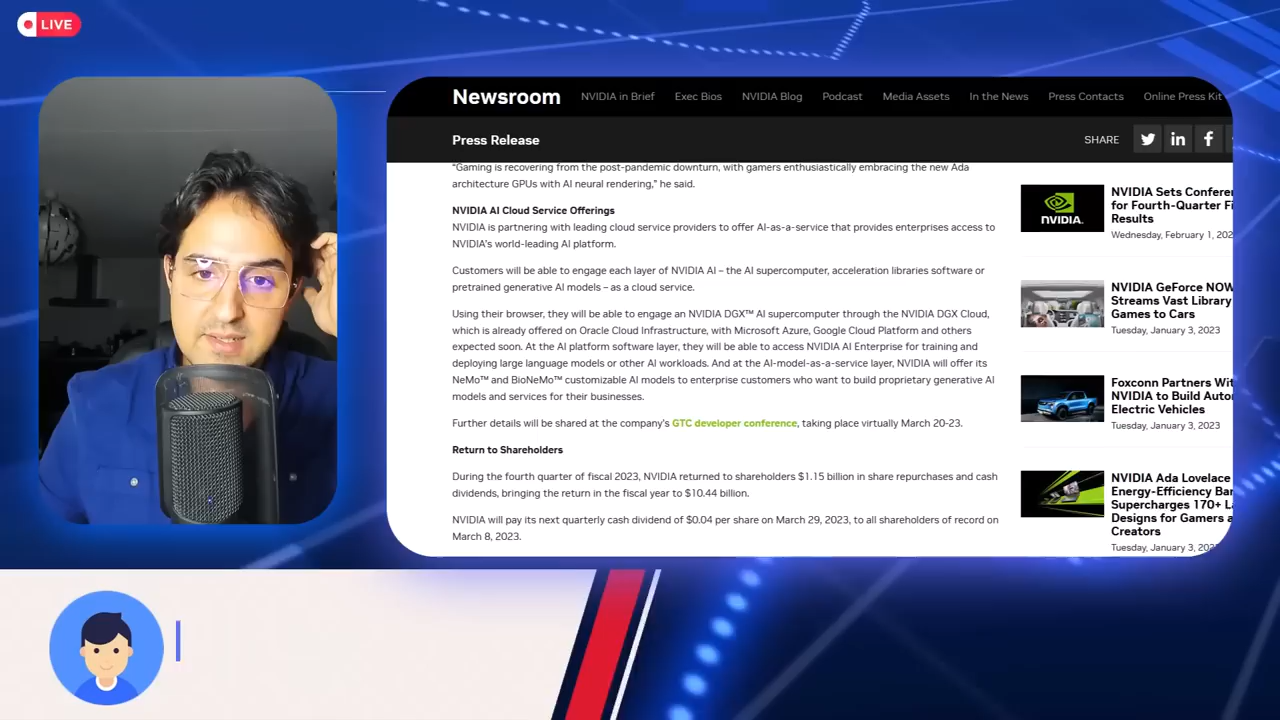 LIVE
Newsroom
NVIDIA in Brief
Exec Bios
NVIDIA Blog
Podcast
Media Assets
In the News
Press Contacts
Online Press Kit
Press Release
SHARE
“Gaming is recovering from the post-pandemic downturn, with gamers enthusiastically embracing the new Ada
architecture GPUs with AI neural rendering,” he said.
NVIDIA AI Cloud Service Offerings
NVIDIA is partnering with leading cloud service providers to offer AI-as-a-service that provides enterprises access to
NVIDIA’s world-leading AI platform.
Customers will be able to engage each layer of NVIDIA AI – the AI supercomputer, acceleration libraries software or
pretrained generative AI models – as a cloud service.
Using their browser, they will be able to engage an NVIDIA DGX™ AI supercomputer through the NVIDIA DGX Cloud,
which is already offered on Oracle Cloud Infrastructure, with Microsoft Azure, Google Cloud Platform and others
expected soon. At the AI platform software layer, they will be able to access NVIDIA AI Enterprise for training and
deploying large language models or other AI workloads. And at the AI-model-as-a-service layer, NVIDIA will offer its
NeMo™ and BioNeMo™ customizable AI models to enterprise customers who want to build proprietary generative AI
models and services for their businesses.
Further details will be shared at the company’s GTC developer conference, taking place virtually March 20-23.
Return to Shareholders
During the fourth quarter of fiscal 2023, NVIDIA returned to shareholders $1.15 billion in share repurchases and cash
dividends, bringing the return in the fiscal year to $10.44 billion.
NVIDIA will pay its next quarterly cash dividend of $0.04 per share on March 29, 2023, to all shareholders of record on
March 8, 2023.
NVIDIA.
NVIDIA Sets
for Fourth-Quarter
Results
Wednesday, February 1,
NVIDIA GeForce NOW
Streams Vast Library
Games to Cars
Tuesday, January 3, 2023
Foxconn Partners
NVIDIA to Build
Electric Vehicles
Tuesday, January 3, 2023
NVIDIA Ada Lovelace
Energy-Efficiency
Supercharges 170+
Designs for Gamers
Creators
Tuesday, January 3,